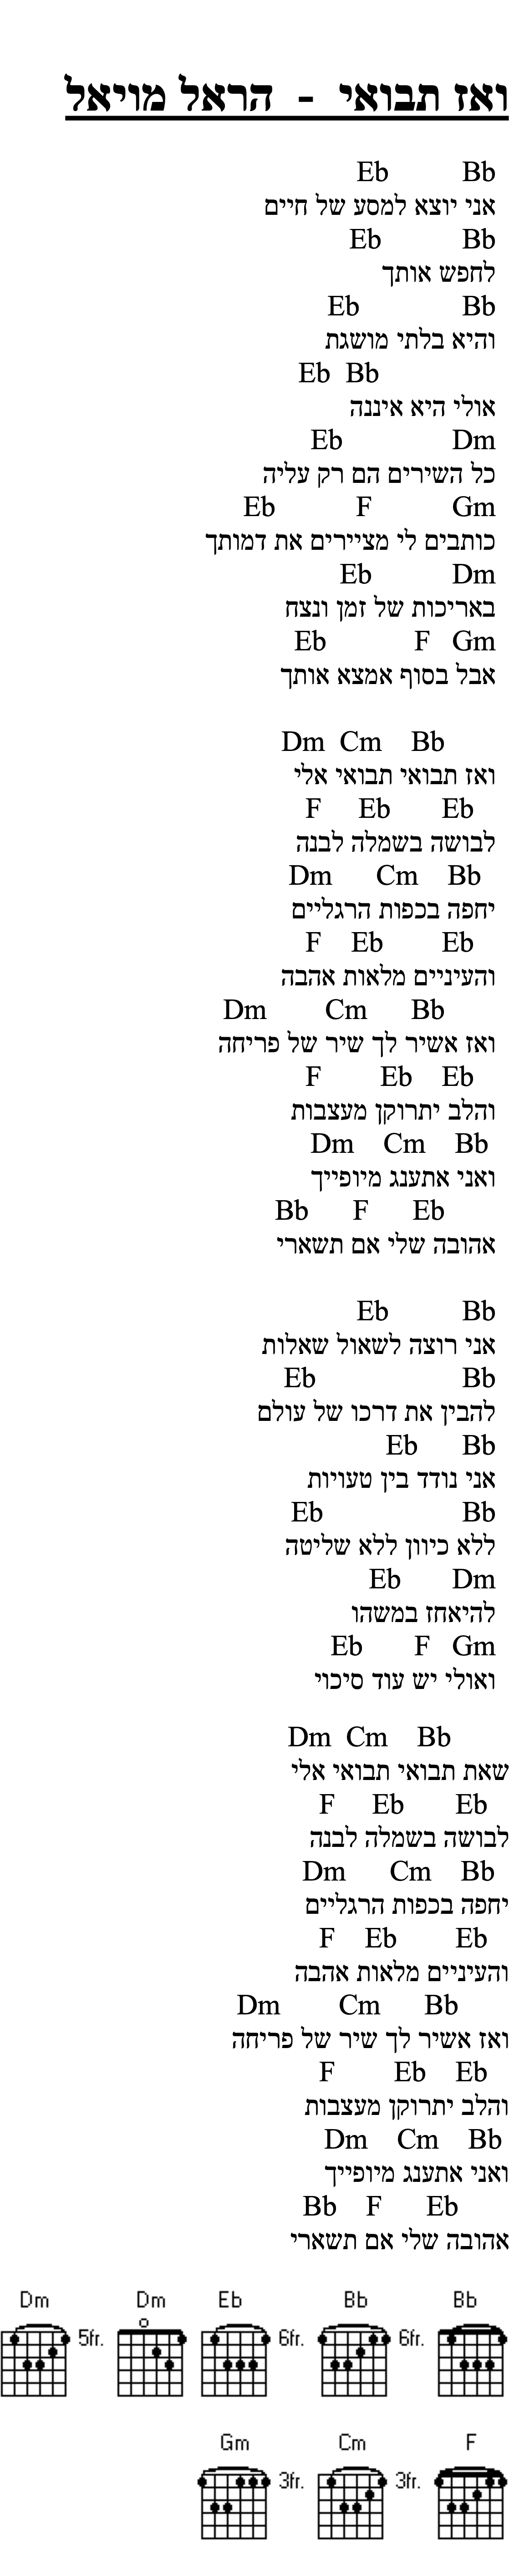 ואז תבואי - הראל מויאל
Bb Eb
אני יוצא למסע של חיים
Bb Eb
לחפש אותך
Bb Eb
והיא בלתי מושגת
Bb Eb
אולי היא איננה
Dm Eb
כל השירים הם רק עליה
Gm F Eb
כותבים לי מציירים את דמותך
Dm Eb
באריכות של זמן ונצח
Gm F Eb
אבל בסוף אמצא אותך
Bb Cm Dm
ואז תבואי תבואי אלי
Eb Eb F
לבושה בשמלה לבנה
Bb Cm Dm
יחפה בכפות הרגליים
Eb Eb F
והעיניים מלאות אהבה
Bb Cm Dm
ואז אשיר לך שיר של פריחה
Eb Eb F
והלב יתרוקן מעצבות
Bb Cm Dm
ואני אתענג מיופייך
Eb F Bb
אהובה שלי אם תשארי
Bb Eb
אני רוצה לשאול שאלות
Bb Eb
להבין את דרכו של עולם
Bb Eb
אני נודד בין טעויות
Bb Eb
ללא כיוון ללא שליטה
Dm Eb
להיאחז במשהו
Gm F Eb
ואולי יש עוד סיכוי
Bb Cm Dm
שאת תבואי תבואי אלי
Eb Eb F
לבושה בשמלה לבנה
Bb Cm Dm
יחפה בכפות הרגליים
Eb Eb F
והעיניים מלאות אהבה
Bb Cm Dm
ואז אשיר לך שיר של פריחה
Eb Eb F
והלב יתרוקן מעצבות
Bb Cm Dm
ואני אתענג מיופייך
Eb F Bb
אהובה שלי אם תשארי
Dm Dm Eb Bb Bb
5fr. 6fr. 6fr.
Gm Cm F
3fr. 3fr.